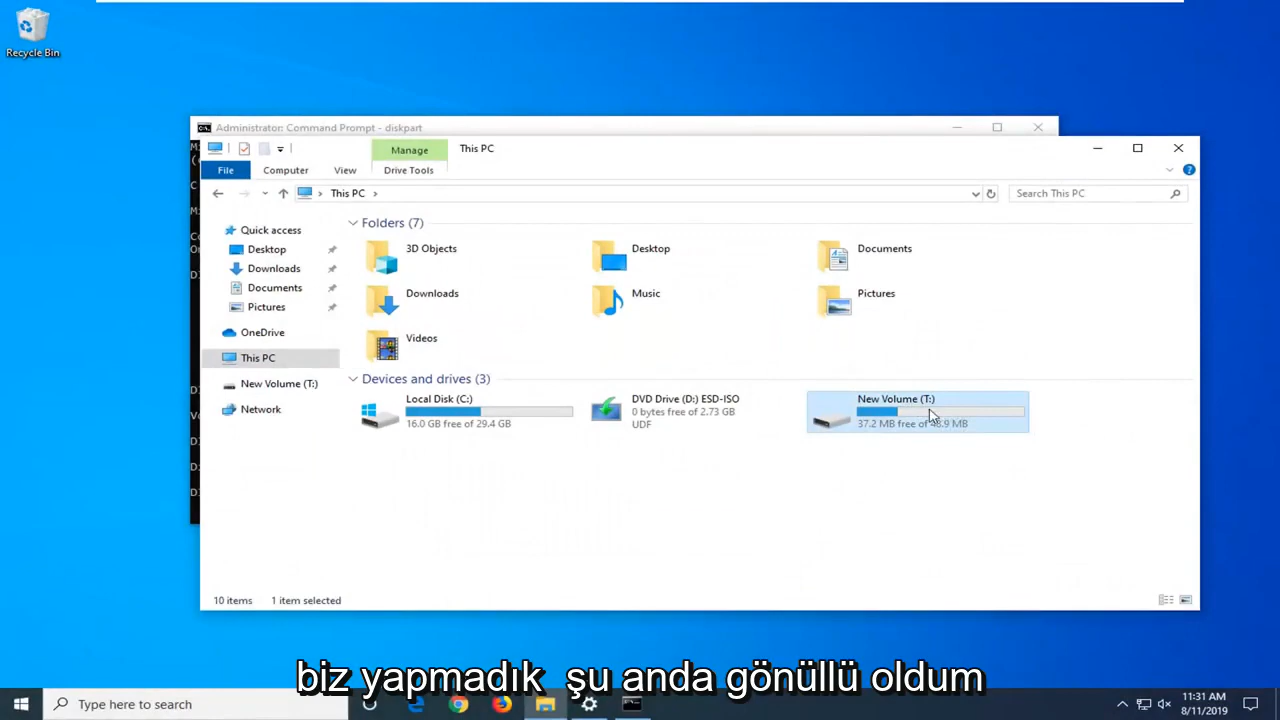 Recycle Bin
Administrator: Command Prompt - diskpart
Manage
This PC
File
Computer
View
Drive Tools
This PC
Search This PC
Quick access
Desktop
Downloads
Documents
Pictures
OneDrive
This PC
New Volume (T:)
Network
Folders (7)
3D Objects
Desktop
Documents
Downloads
Music
Pictures
Videos
Devices and drives (3)
Local Disk (C:)
16.0 GB free of 29.4 GB
DVD Drive (D:) ESD-ISO
0 bytes free of 2.73 GB
UDF
New Volume (T:)
37.2 MB free of MB
10 items
1 item selected
biz yapmadık şu anda gönüllü oldum
Type here to search
11:31 AM
8/11/2019